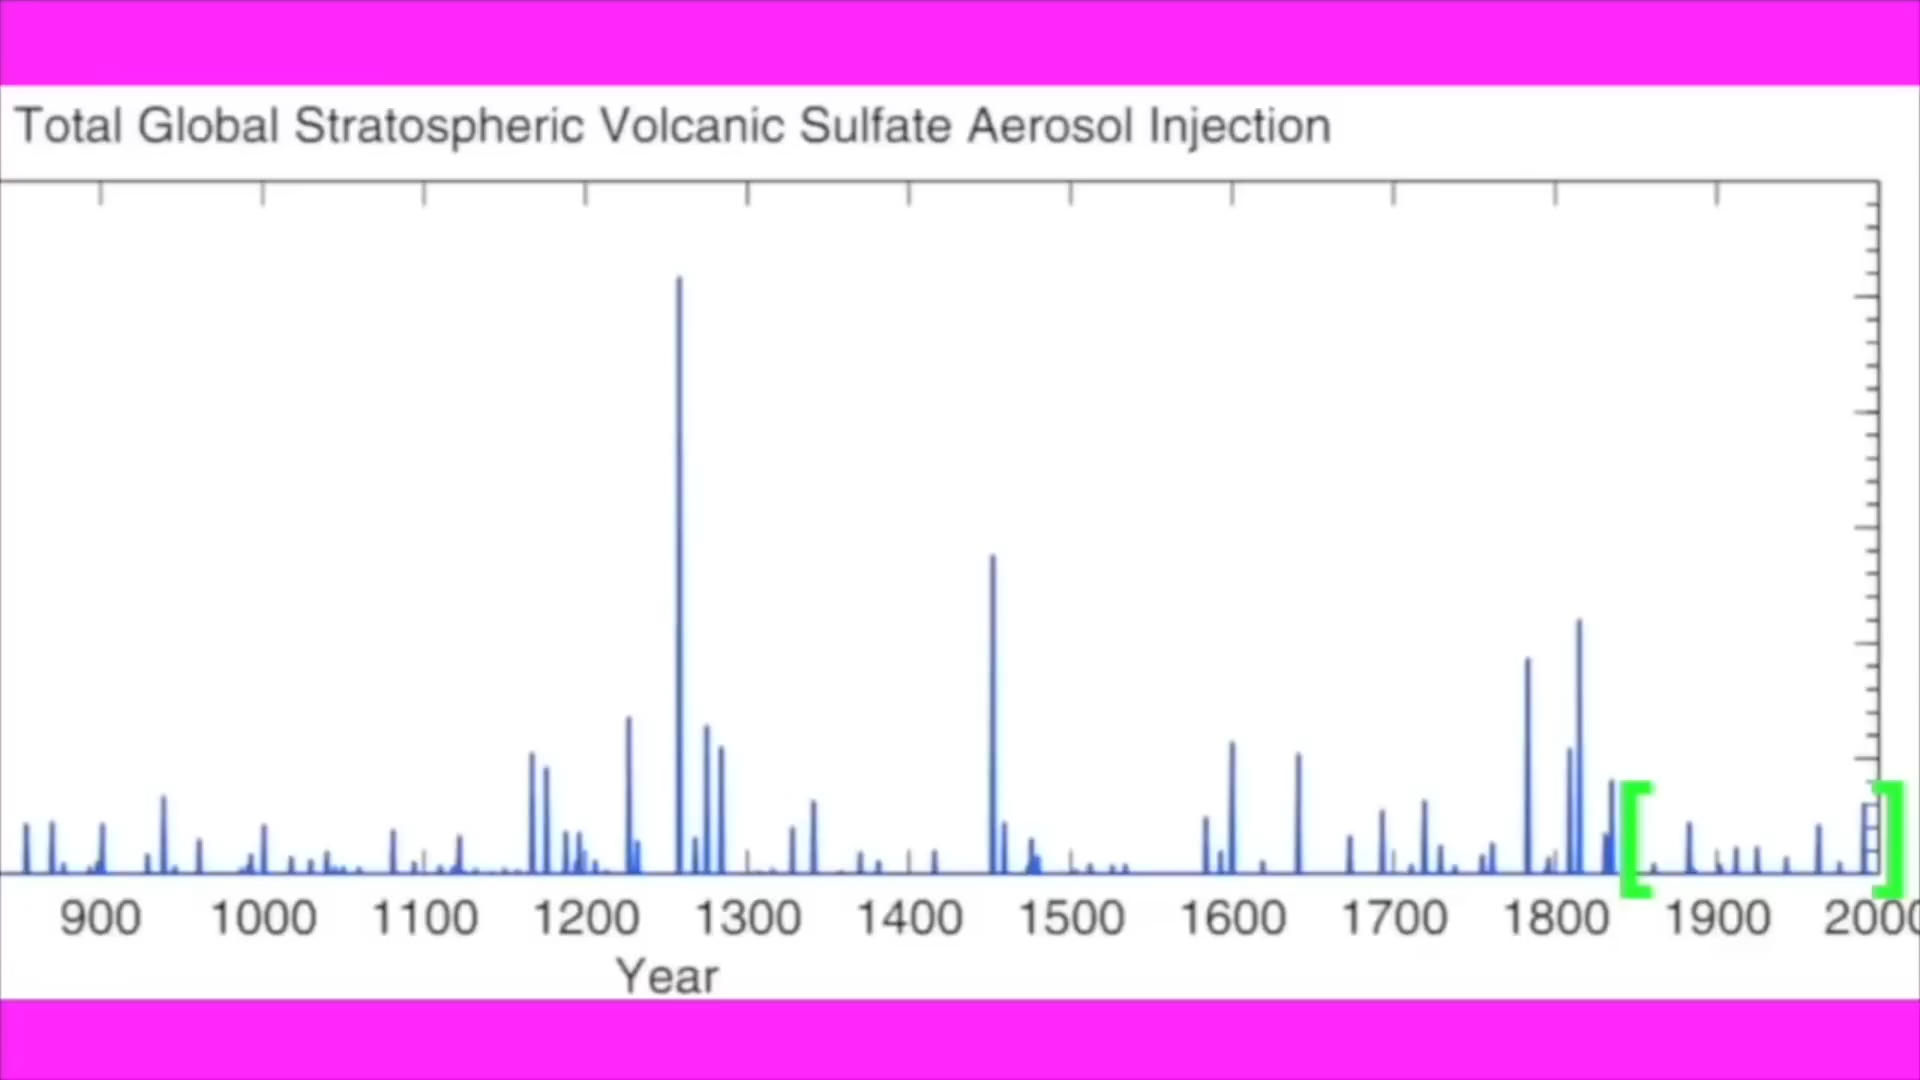 Total Global Stratospheric Volcanic Sulfate Aerosol Injection
900 1000 1100 1200 1300 1400 1500 1600 1700 1800 1900 2000
Year